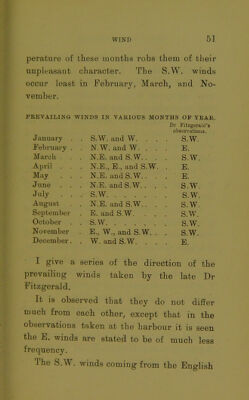 WIND 51
perature of these months robs them of their
unpleasant character. The S.W. winds
occur least in February, March, and No-
vember.
PREVAILING WINDS IN VARIOUS MONTHS OF YEAR.
Dr Fitzgerald's
observations.
January . . S.W. and W. . . . . S.W.
February . . N.W. and W. . . . . E.
March . . N.E. and S.W. . . . S.W.
April . . . N.E., E., and S.W. . . E.
May . . . N.E. and S.W. . . . E.
June . . . N.E. and S.W. . . . S.W.
July . . . S.W. . . . . . . S.W.
August . . N.E. and S.W. . . . S.W.
September . E. and S.W. . . . . S.W.
October . . S.W. . . . . . . S.W.
November . E., W., and S.W. . . . S.W.
December . . W. and S.W. . . . . E.
I give a series of the direction of the
prevailing winds taken by the late Dr
Fitzgerald.
It is observed that they do not differ
much from each other, except that in the
observations taken at the harbour it is seen
the E. winds are stated to be of much less
frequency.
The S.W. winds coming from the English